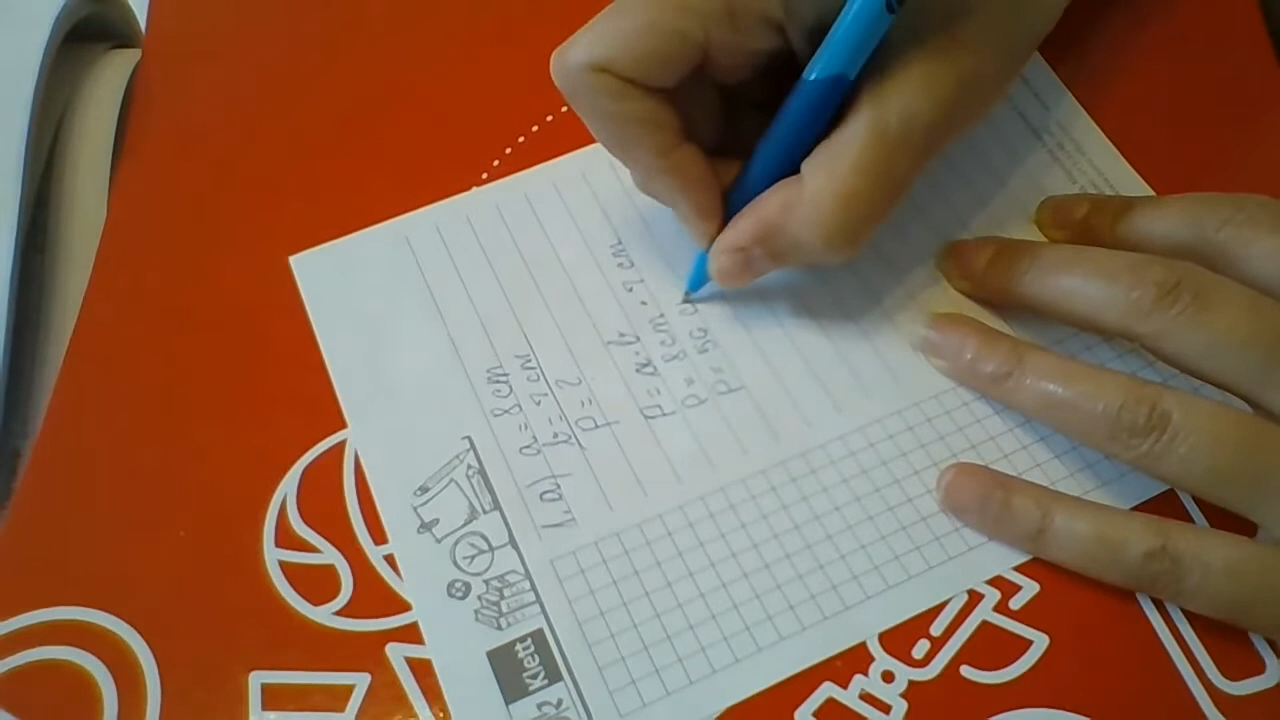 Klett
1.a) a = 8 cm
b = 7 cm
P = ?
P = a · b
P = 8 cm · 7 cm
P = 56 c